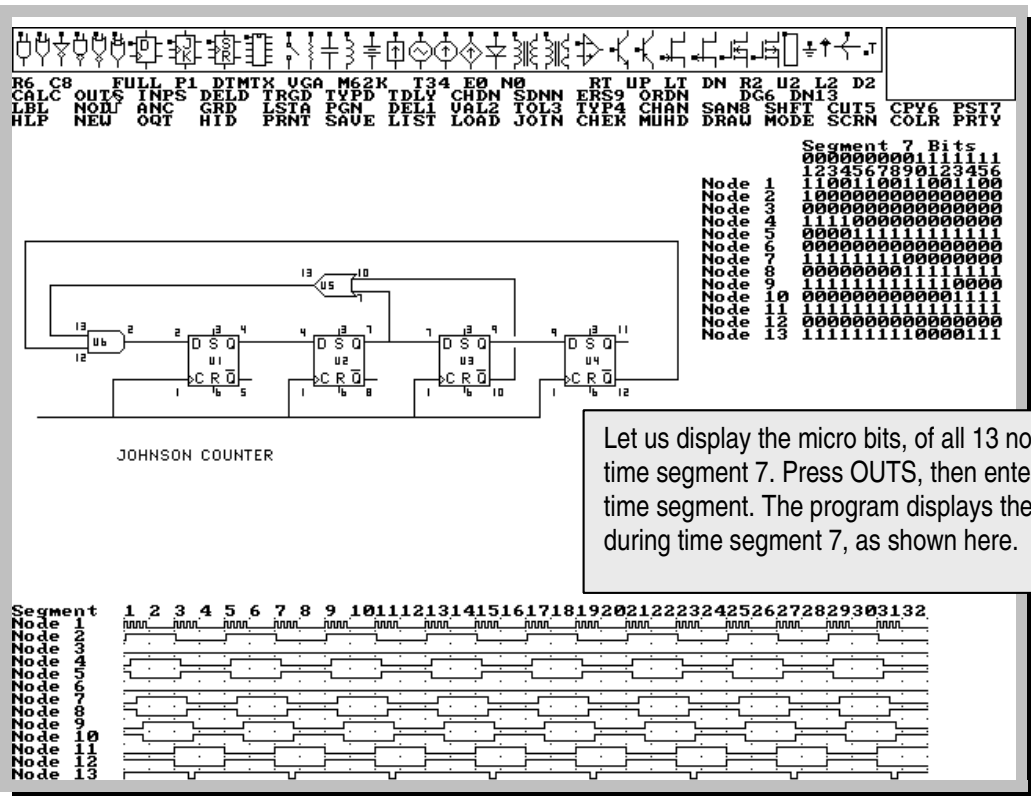 D JK SR .T
R6 C8 FULL P1 DTMTX VGA M62K T34 E0 N0 RT UP LT DN R2 U2 L2 D2
CALC OUTS INPS DELD TRGD TYPD TDLY CHDN SDNN ERS9 ORDN DG6 DN13
LBL NODU ANC GRD LSTA PGN DEL1 VAL2 TOL3 TYP4 CHAN SAN8 SHFT CUT5 CPY6 PST7
HLP NEW OQT HID PRNT SAVE LIST LOAD JOIN CHEK MUHD DRAW MODE SCRN COLR PRTY
Segment 7 Bits
0000000001111111
1234567890123456
Node 1 1100110011001100
Node 2 1000000000000000
Node 3 0000000000000000
Node 4 1111000000000000
Node 5 0000111111111111
Node 6 0000000000000000
Node 7 1111111100000000
Node 8 0000000011111111
Node 9 1111111111110000
Node 10 0000000000001111
Node 11 1111111111111111
Node 12 0000000000000000
Node 13 1111111110000111
13 U5 10 7
13 U6 2 12
2 D S Q 3 4 U1 C R Q 1 6 5
4 D S Q 3 7 U2 C R Q 1 6 8
7 D S Q 3 9 U3 C R Q 1 6 10
9 D S Q 3 11 U4 C R Q 1 6 12
JOHNSON COUNTER
Let us display the micro bits, of all 13 no
time segment 7. Press OUTS, then ente
time segment. The program displays the
during time segment 7, as shown here.
Segment 1 2 3 4 5 6 7 8 9 1011121314151617181920212223242526272829303132
Node 1
Node 2
Node 3
Node 4
Node 5
Node 6
Node 7
Node 8
Node 9
Node 10
Node 11
Node 12
Node 13